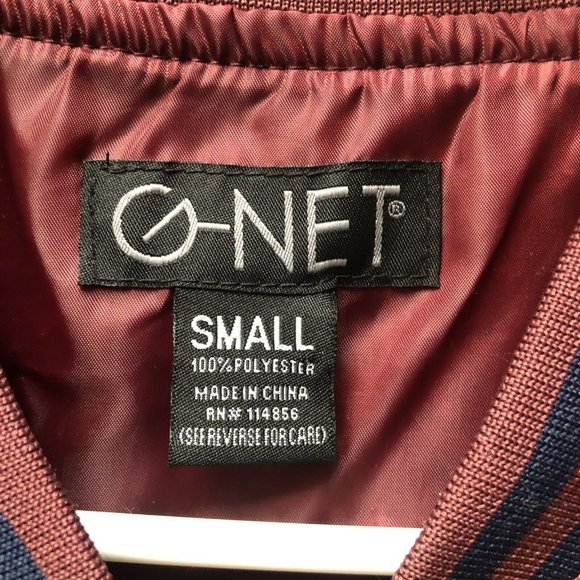 G-NET®
SMALL
100% POLYESTER
MADE IN CHINA
RN# 114856
(SEE REVERSE FOR CARE)